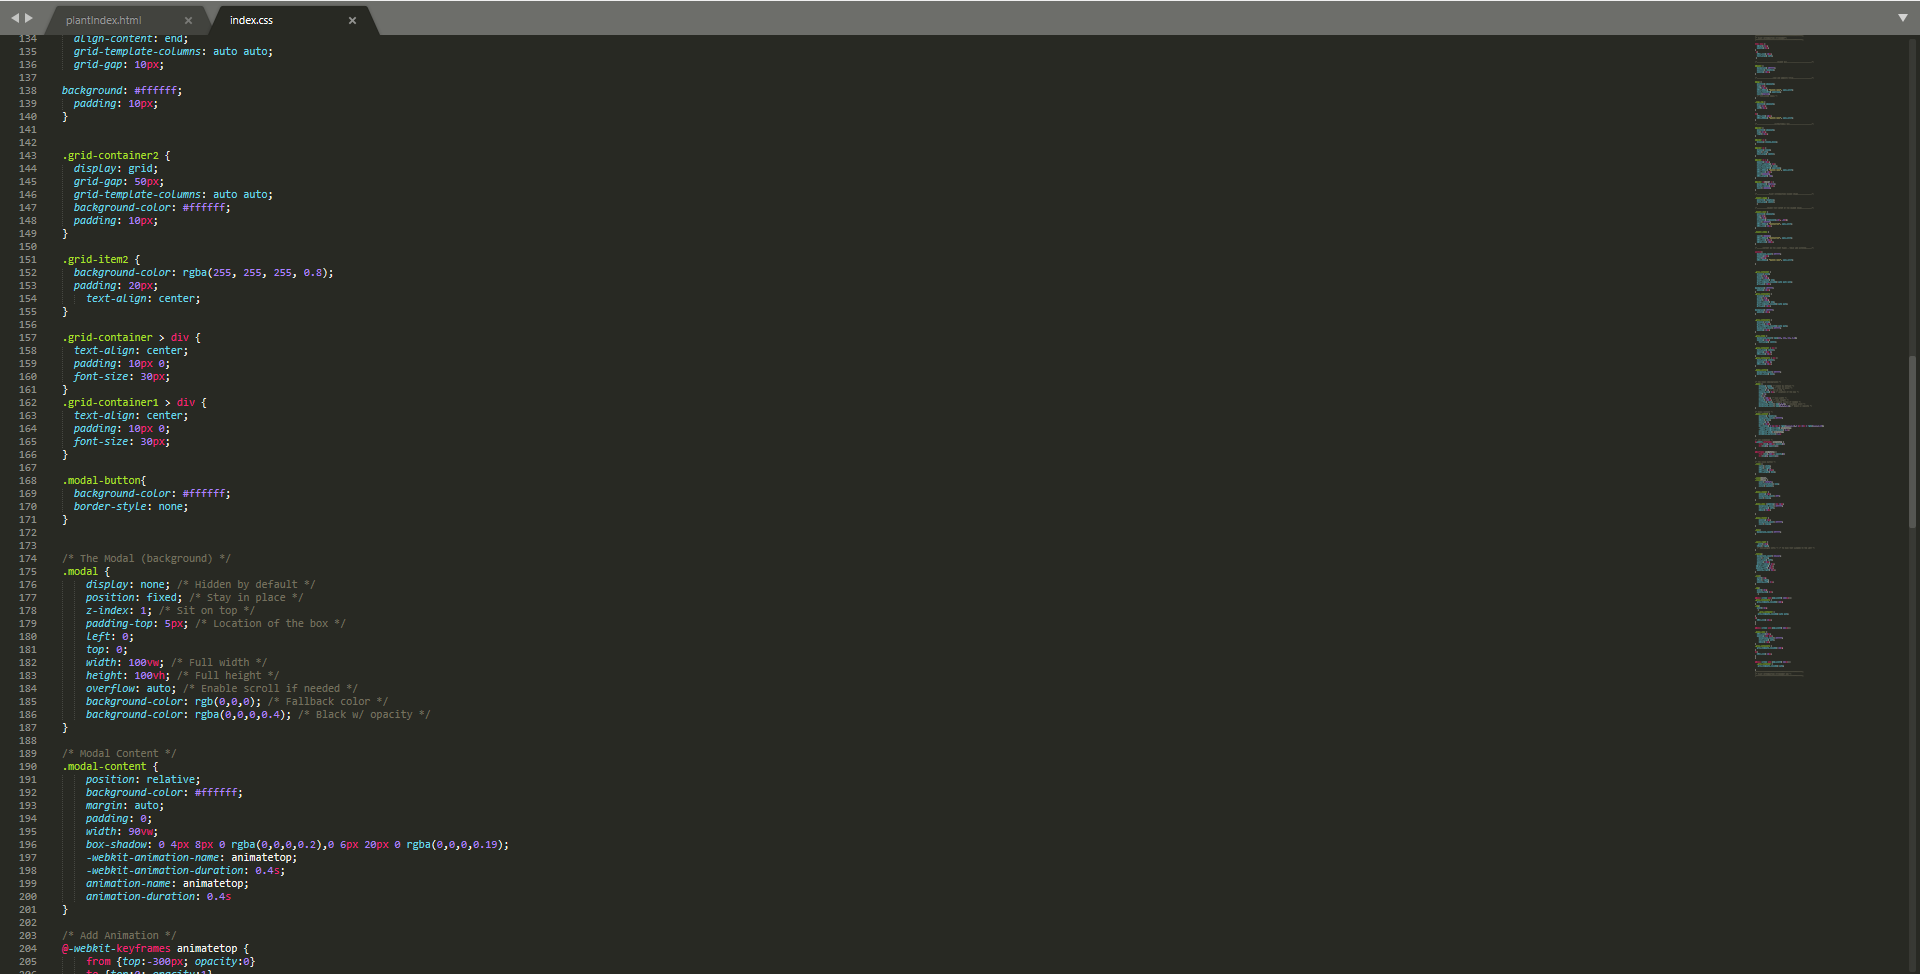 plantIndex.html
index.css
134 align-content: end;
135 grid-template-columns: auto auto;
136 grid-gap: 10px;
137
138 background: #ffffff;
139 padding: 10px;
140 }
141
142
143 .grid-container2 {
144 display: grid;
145 grid-gap: 50px;
146 grid-template-columns: auto auto;
147 background-color: #ffffff;
148 padding: 10px;
149 }
150
151 .grid-item2 {
152 background-color: rgba(255, 255, 255, 0.8);
153 padding: 20px;
154 text-align: center;
155 }
156
157 .grid-container > div {
158 text-align: center;
159 padding: 10px 0;
160 font-size: 30px;
161 }
162 .grid-container1 > div {
163 text-align: center;
164 padding: 10px 0;
165 font-size: 30px;
166 }
167
168 .modal-button{
169 background-color: #ffffff;
170 border-style: none;
171 }
172
173
174 /* The Modal (background) */
175 .modal {
176 display: none; /* Hidden by default */
177 position: fixed; /* Stay in place */
178 z-index: 1; /* Sit on top */
179 padding-top: 5px; /* Location of the box */
180 left: 0;
181 top: 0;
182 width: 100vw; /* Full width */
183 height: 100vh; /* Full height */
184 overflow: auto; /* Enable scroll if needed */
185 background-color: rgb(0,0,0); /* Fallback color */
186 background-color: rgba(0,0,0,0.4); /* Black w/ opacity */
187 }
188
189 /* Modal Content */
190 .modal-content {
191 position: relative;
192 background-color: #ffffff;
193 margin: auto;
194 padding: 0;
195 width: 90vw;
196 box-shadow: 0 4px 8px 0 rgba(0,0,0,0.2),0 6px 20px 0 rgba(0,0,0,0.19);
197 -webkit-animation-name: animatetop;
198 -webkit-animation-duration: 0.4s;
199 animation-name: animatetop;
200 animation-duration: 0.4s
201 }
202
203 /* Add Animation */
204 @-webkit-keyframes animatetop {
205 from {top:-300px; opacity:0}